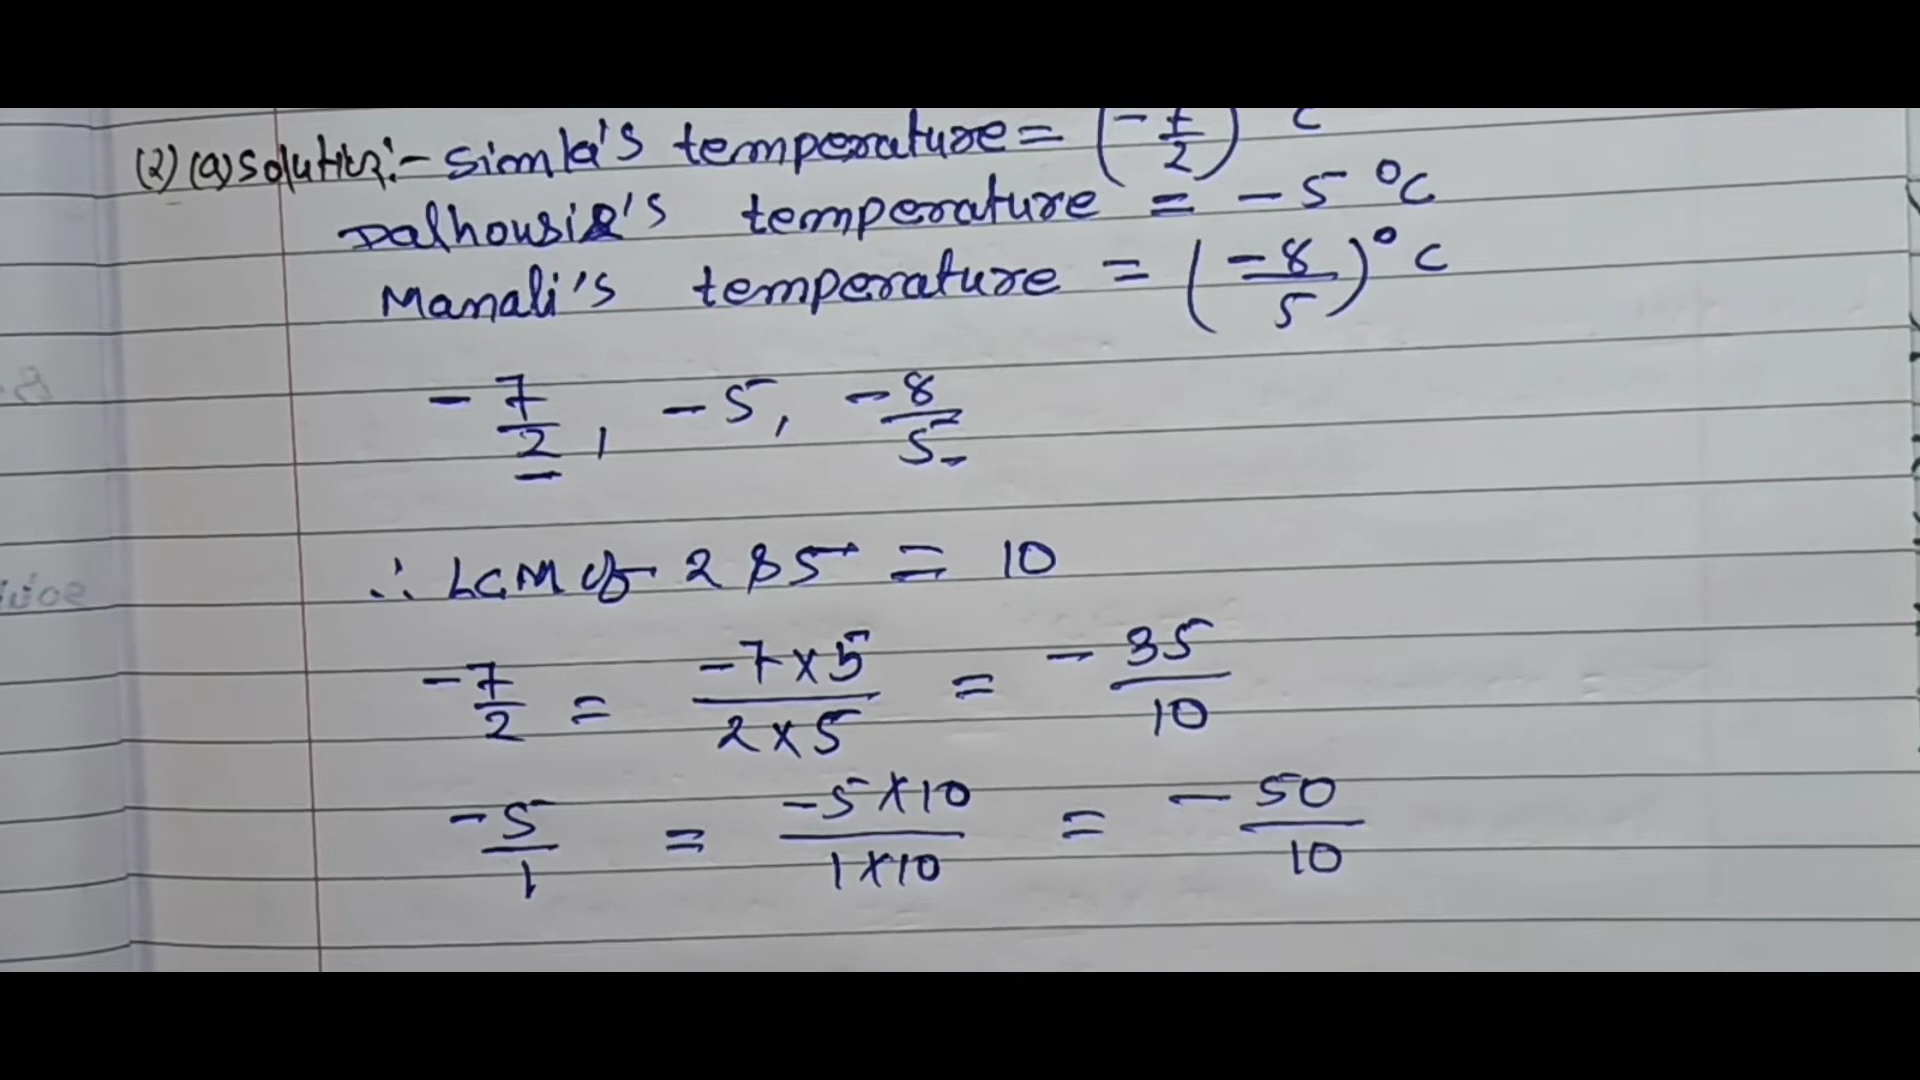 (2) (a) Solution:- Simla's temperature = (-7/2)° C
Dalhousie's temperature = -5 °C
Manali's temperature = (-8/5)° C
-7/2, -5, -8/5
∴ LCM of 2 & 5 = 10
-7/2 = -7×5/2×5 = -35/10
-5/1 = -5×10/1×10 = -50/10